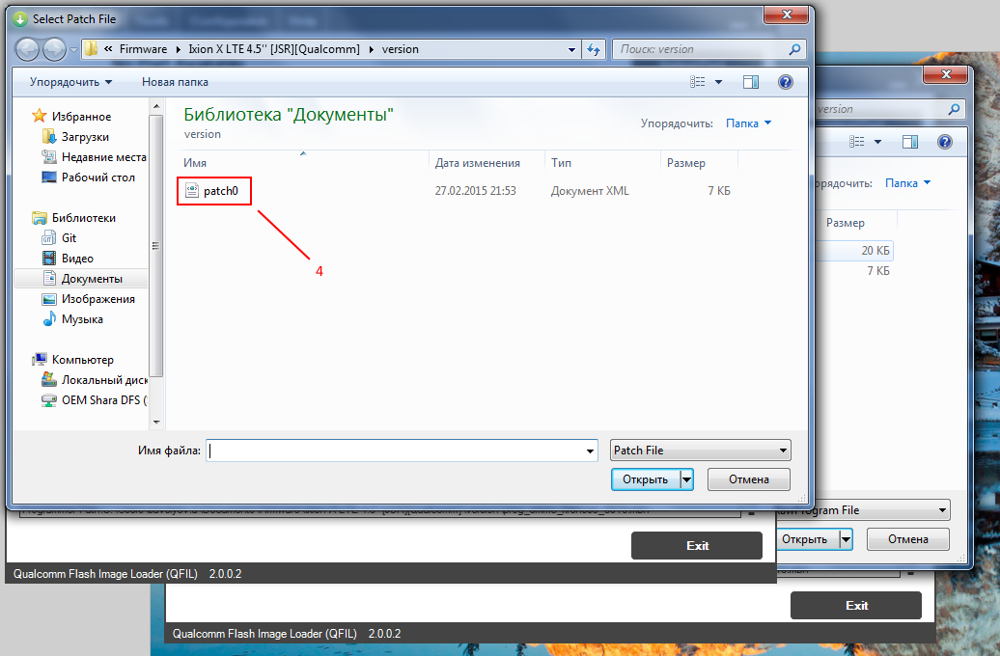 Select Patch File
« Firmware ▸ Ixion X LTE 4.5'' [JSR][Qualcomm] ▸ version
Поиск: version
Упорядочить
Новая папка
Избранное
Загрузки
Недавние места
Рабочий стол
Библиотеки
Git
Видео
Документы
Изображения
Музыка
Компьютер
Локальный диск
OEM Shara DFS (
Библиотека "Документы"
version
Упорядочить: Папка
Имя
Дата изменения
Тип
Размер
patch0
27.02.2015 21:53
Документ XML
7 КБ
4
Имя файла:
Patch File
Открыть
Отмена
Exit
Qualcomm Flash Image Loader (QFIL) 2.0.0.2
version
Папка
Размер
20 КБ
7 КБ
Program File
Открыть
Отмена
Exit
Qualcomm Flash Image Loader (QFIL) 2.0.0.2